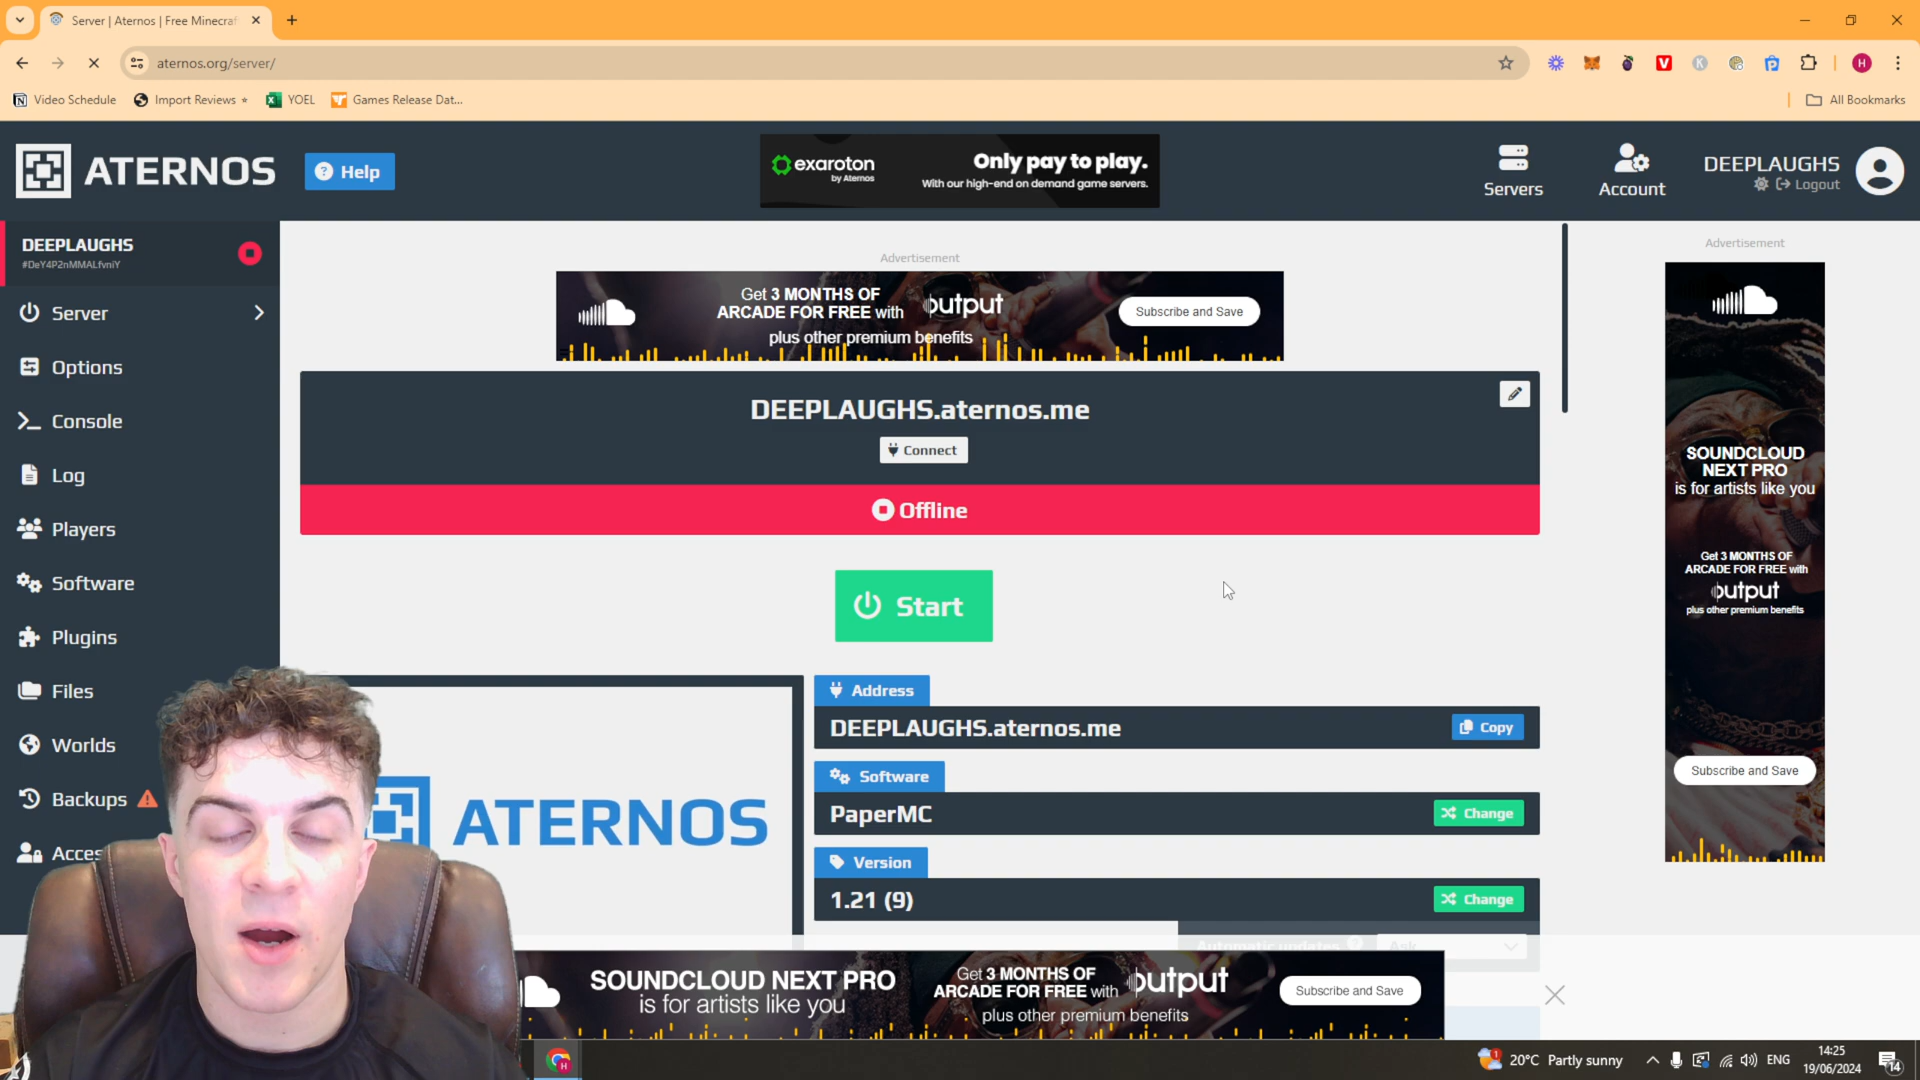 Server | Aternos | Free Minecraf
aternos.org/server/
H
Video Schedule
Import Reviews
YOEL
Games Release Dat...
All Bookmarks
ATERNOS
Help
exaroton
by Aternos
Only pay to play.
With our high-end on demand game servers.
Servers
Account
DEEPLAUGHS
Logout
DEEPLAUGHS
#DeY4P2nMMALfvniY
Server
Options
Console
Log
Players
Software
Plugins
Files
Worlds
Backups
Acces
Advertisement
Get 3 MONTHS OF
ARCADE FOR FREE with
output
plus other premium benefits
Subscribe and Save
DEEPLAUGHS.aternos.me
Connect
Offline
Start
ATERNOS
Address
DEEPLAUGHS.aternos.me
Copy
Software
PaperMC
Change
Version
1.21 (9)
Change
Automatic updates
Ask
Advertisement
SOUNDCLOUD
NEXT PRO
is for artists like you
Get 3 MONTHS OF
ARCADE FOR FREE with
output
plus other premium benefits
Subscribe and Save
SOUNDCLOUD NEXT PRO
is for artists like you
Get 3 MONTHS OF
ARCADE FOR FREE with
output
plus other premium benefits
Subscribe and Save
20°C Partly sunny
ENG
14:25
19/06/2024
14